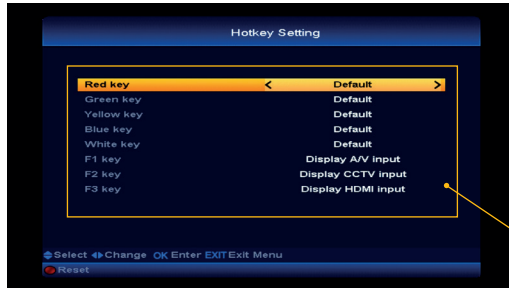 Hotkey Setting
Red key < Default >
Green key Default
Yellow key Default
Blue key Default
White key Default
F1 key Display A/V input
F2 key Display CCTV input
F3 key Display HDMI input
Select Change OK Enter EXIT Exit Menu
Reset